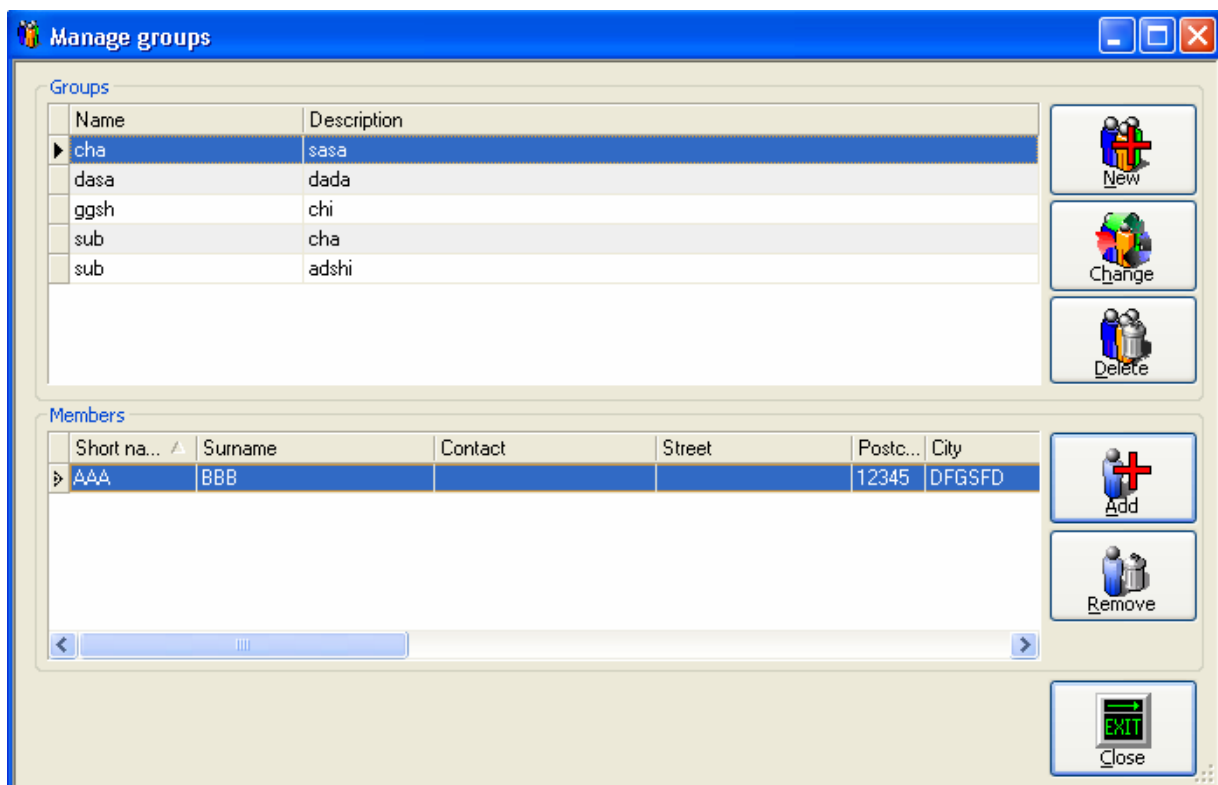 Manage groups
Groups
Name Description
cha sasa
dasa dada
ggsh chi
sub cha
sub adshi
New
Change
Delete
Members
Short na... Surname Contact Street Postc... City
AAA BBB 12345 DFGSFD
Add
Remove
EXIT
Close